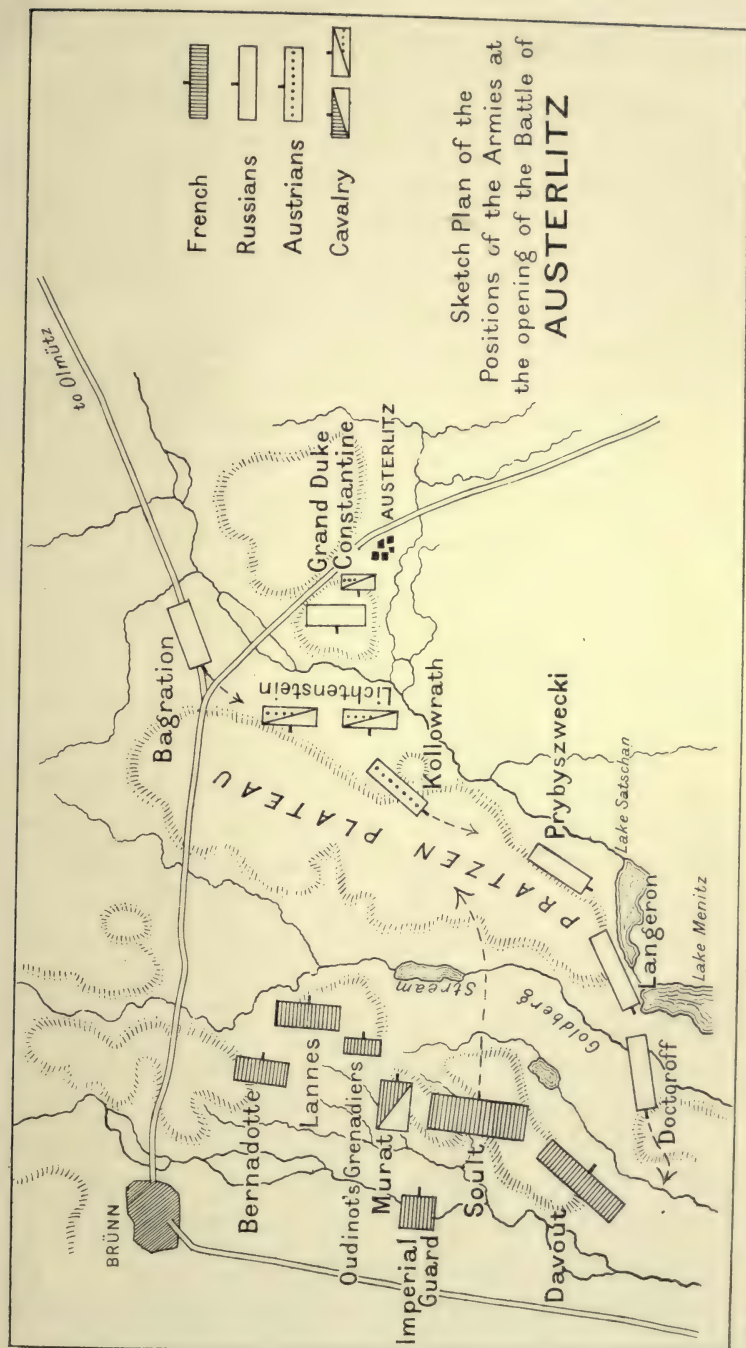 Sketch Plan of the
Positions of the Armies at
the opening of the Battle of
AUSTERLITZ
French
Russians
Austrians
Cavalry
to Olmütz
BRÜNN
Bagration
Grand Duke
Constantine
AUSTERLITZ
Lichtenstein
Kollowrath
PRATZEN PLATEAU
Prybyszwecki
Lake Satschan
Langeron
Lake Menitz
Doctoroff
Goldberg
Stream
Bernadotte
Lannes
Oudinot's Grenadiers
Murat
Imperial
Guard
Soult
Davout